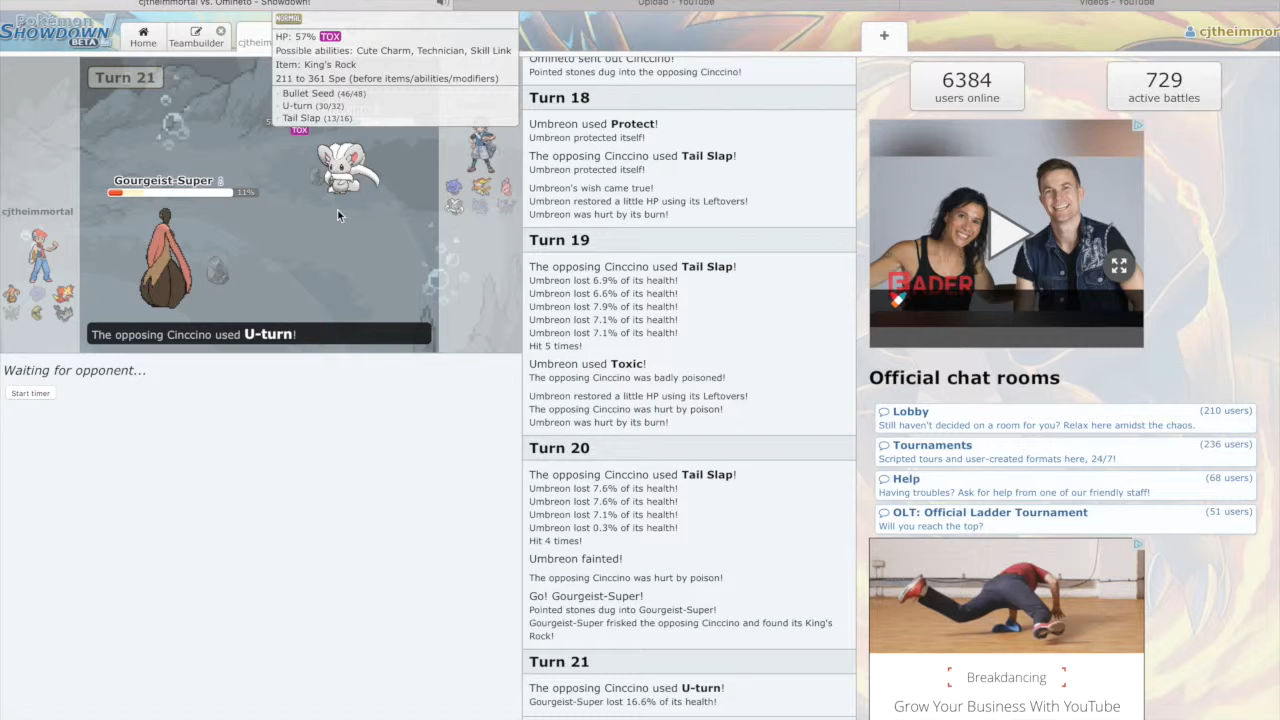 cjtheimmortal vs. Omineto - Showdown!
Upload - YouTube
Videos - YouTube
Pokémon
SHOWDOWN
BETA
Home
Teambuilder
cjtheim
+
cjtheimmor
NORMAL
HP: 57% TOX
Possible abilities: Cute Charm, Technician, Skill Link
Item: King's Rock
211 to 361 Spe (before items/abilities/modifiers)
· Bullet Seed (46/48)
· U-turn (30/32)
· Tail Slap (13/16)
Turn 21
TOX
Gourgeist-Super
11%
cjtheimmortal
The opposing Cinccino used U-turn!
Waiting for opponent...
Start timer
Omineto sent out Cinccino!
Pointed stones dug into the opposing Cinccino!
Turn 18
Umbreon used Protect!
Umbreon protected itself!
The opposing Cinccino used Tail Slap!
Umbreon protected itself!
Umbreon's wish came true!
Umbreon restored a little HP using its Leftovers!
Umbreon was hurt by its burn!
Turn 19
The opposing Cinccino used Tail Slap!
Umbreon lost 6.9% of its health!
Umbreon lost 6.6% of its health!
Umbreon lost 7.9% of its health!
Umbreon lost 7.1% of its health!
Umbreon lost 7.1% of its health!
Hit 5 times!
Umbreon used Toxic!
The opposing Cinccino was badly poisoned!
Umbreon restored a little HP using its Leftovers!
The opposing Cinccino was hurt by poison!
Umbreon was hurt by its burn!
Turn 20
The opposing Cinccino used Tail Slap!
Umbreon lost 7.6% of its health!
Umbreon lost 7.6% of its health!
Umbreon lost 7.1% of its health!
Umbreon lost 0.3% of its health!
Hit 4 times!
Umbreon fainted!
The opposing Cinccino was hurt by poison!
Go! Gourgeist-Super!
Pointed stones dug into Gourgeist-Super!
Gourgeist-Super frisked the opposing Cinccino and found its King's
Rock!
Turn 21
The opposing Cinccino used U-turn!
Gourgeist-Super lost 16.6% of its health!
6384
users online
729
active battles
Official chat rooms
Lobby (210 users)
Still haven't decided on a room for you? Relax here amidst the chaos.
Tournaments (236 users)
Scripted tours and user-created formats here, 24/7!
Help (68 users)
Having troubles? Ask for help from one of our friendly staff!
OLT: Official Ladder Tournament (51 users)
Will you reach the top?
Breakdancing
Grow Your Business With YouTube